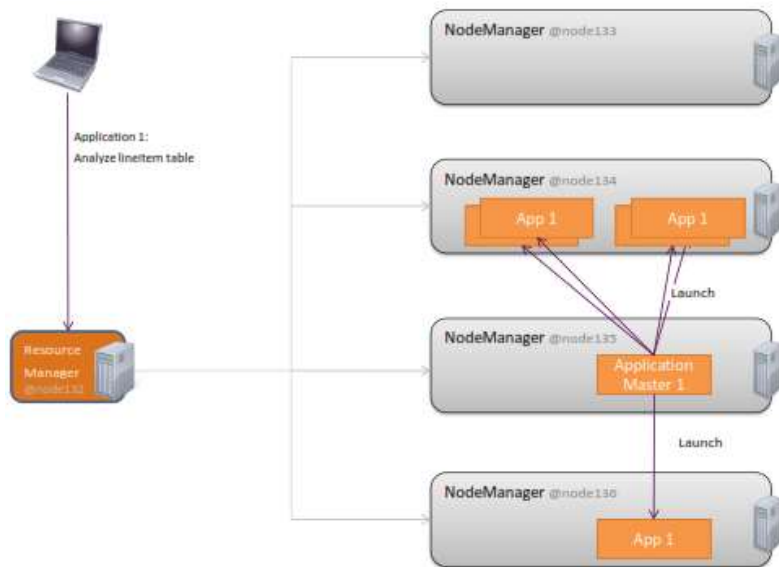 NodeManager @node133
Application 1:
Analyze lineitem table
NodeManager @node134
App 1
App 1
Launch
Resource
Manager
@node132
NodeManager @node135
Application
Master 1
Launch
NodeManager @node136
App 1